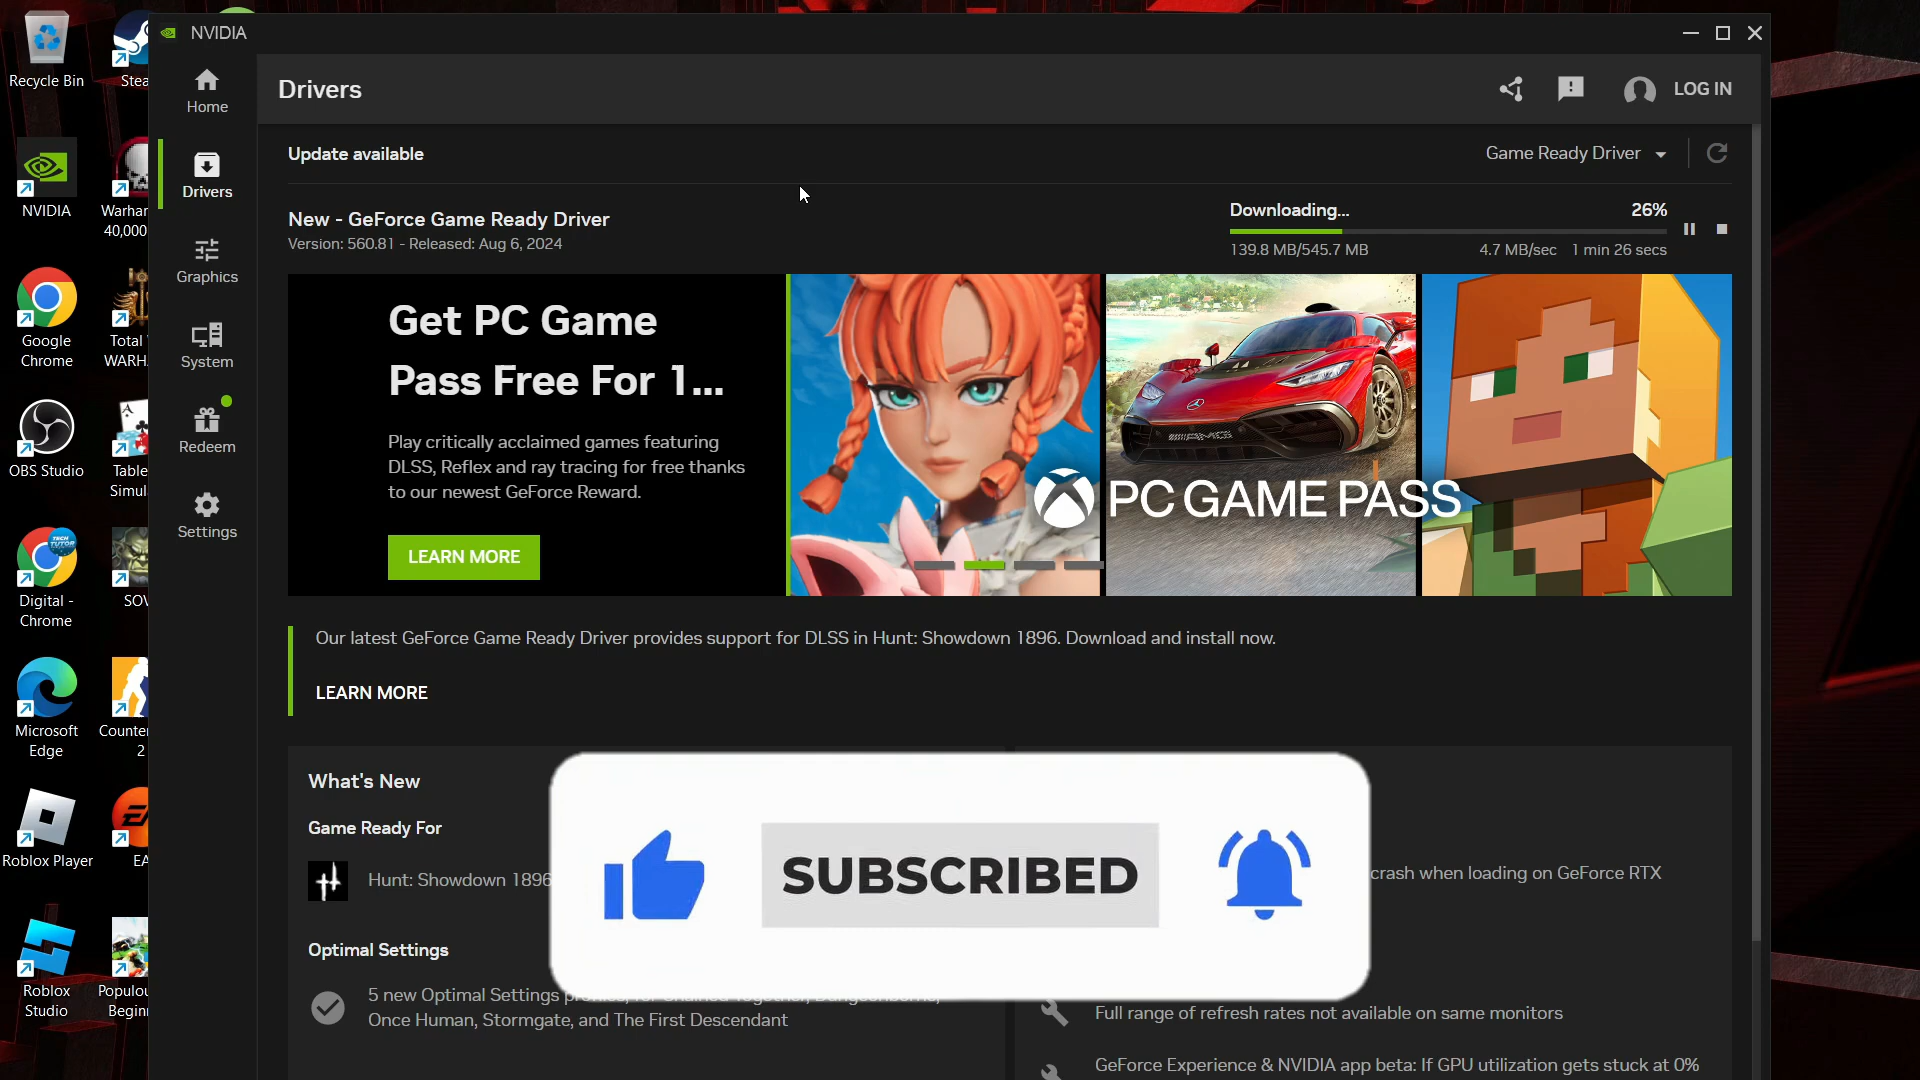 Recycle Bin
Stea
NVIDIA
Warhar
40,000
Google
Chrome
Total
WARH
OBS Studio
Table
Simul
TECH
TUTOR
Digital -
Chrome
SOV
Microsoft
Edge
Counter
2
Roblox Player
EA
Roblox
Studio
Populou
Beginn
NVIDIA
Home
Drivers
Graphics
System
Redeem
Settings
Drivers
LOG IN
Update available
Game Ready Driver
New - GeForce Game Ready Driver
Version: 560.81 - Released: Aug 6, 2024
Downloading... 26%
139.8 MB/545.7 MB 4.7 MB/sec 1 min 26 secs
Get PC Game
Pass Free For 1...
Play critically acclaimed games featuring
DLSS, Reflex and ray tracing for free thanks
to our newest GeForce Reward.
LEARN MORE
PC GAME PASS
Our latest GeForce Game Ready Driver provides support for DLSS in Hunt: Showdown 1896. Download and install now.
LEARN MORE
What's New
Game Ready For
Hunt: Showdown 1896
crash when loading on GeForce RTX
SUBSCRIBED
Optimal Settings
5 new Optimal Settings
Once Human, Stormgate, and The First Descendant
Full range of refresh rates not available on same monitors
GeForce Experience & NVIDIA app beta: If GPU utilization gets stuck at 0%